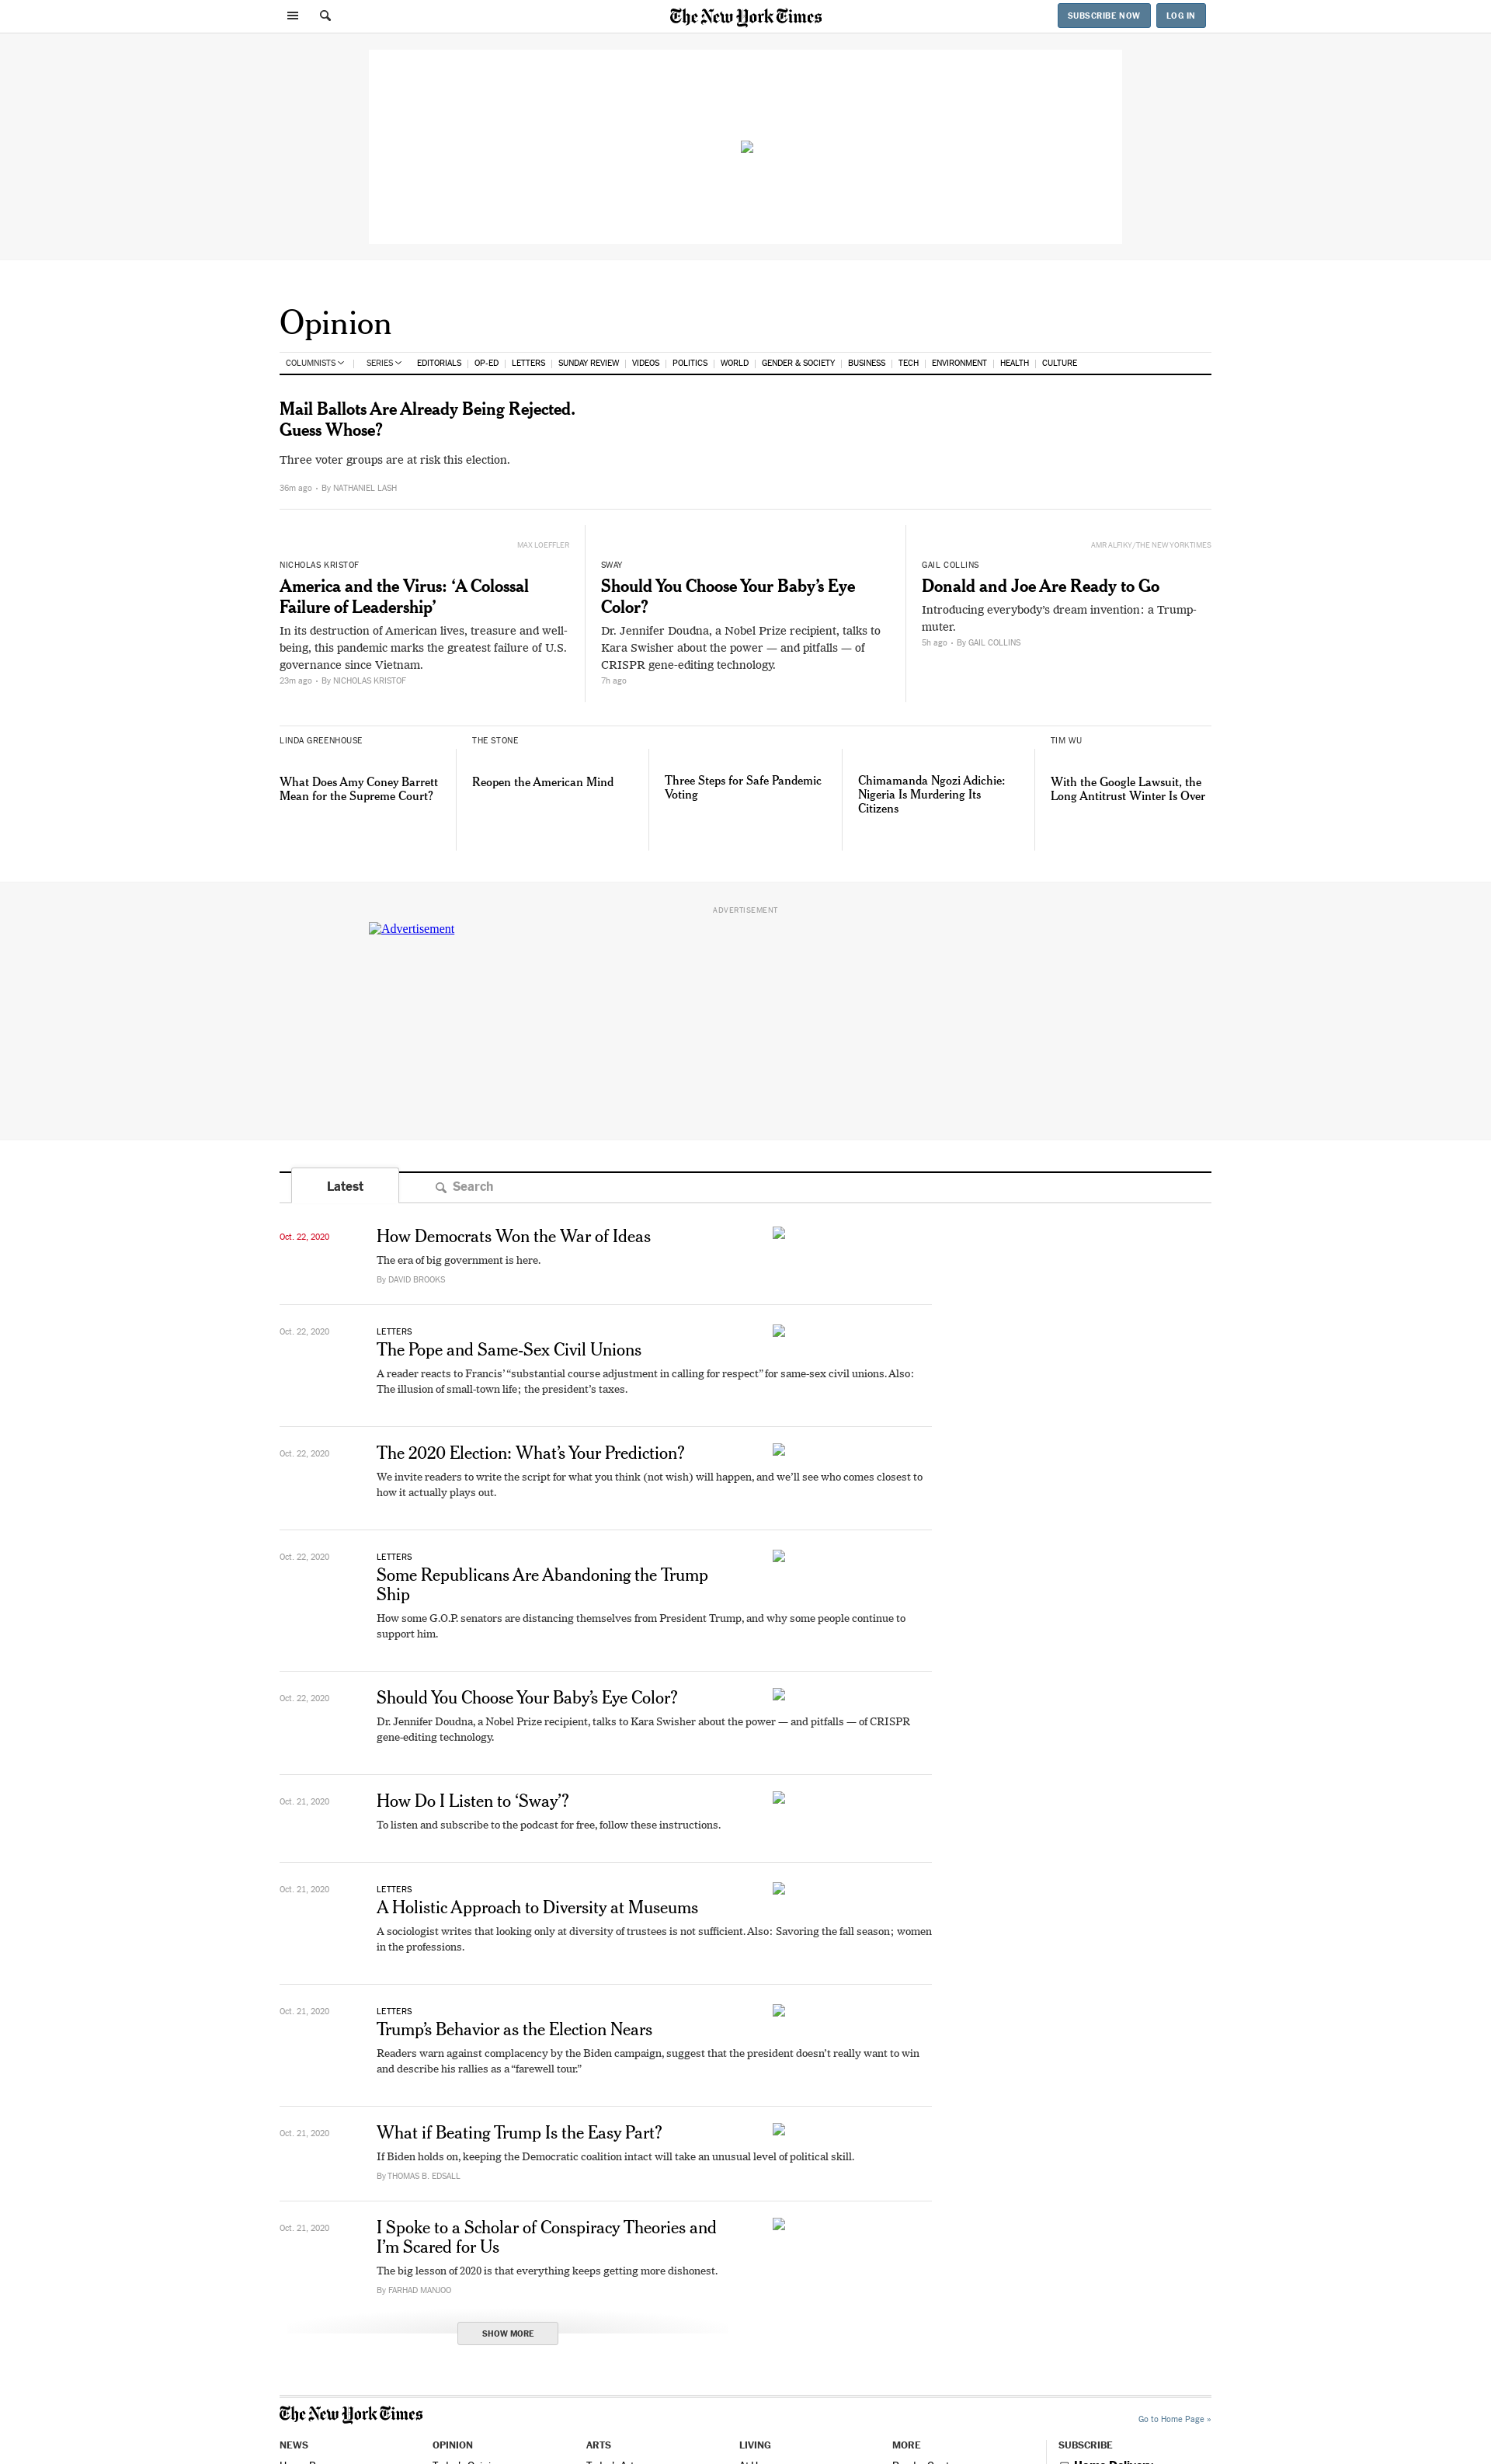 The New York Times
SUBSCRIBE NOW
LOG IN
Opinion
COLUMNISTS
SERIES
EDITORIALS
OP-ED
LETTERS
SUNDAY REVIEW
VIDEOS
POLITICS
WORLD
GENDER & SOCIETY
BUSINESS
TECH
ENVIRONMENT
HEALTH
CULTURE
Mail Ballots Are Already Being Rejected.
Guess Whose?
Three voter groups are at risk this election.
36m ago • By NATHANIEL LASH
MAX LOEFFLER
NICHOLAS KRISTOF
America and the Virus: ‘A Colossal
Failure of Leadership’
In its destruction of American lives, treasure and well-
being, this pandemic marks the greatest failure of U.S.
governance since Vietnam.
23m ago • By NICHOLAS KRISTOF
SWAY
Should You Choose Your Baby’s Eye
Color?
Dr. Jennifer Doudna, a Nobel Prize recipient, talks to
Kara Swisher about the power — and pitfalls — of
CRISPR gene-editing technology.
7h ago
AMR ALFIKY/THE NEW YORK TIMES
GAIL COLLINS
Donald and Joe Are Ready to Go
Introducing everybody’s dream invention: a Trump-
muter.
5h ago • By GAIL COLLINS
LINDA GREENHOUSE
What Does Amy Coney Barrett
Mean for the Supreme Court?
THE STONE
Reopen the American Mind
Three Steps for Safe Pandemic
Voting
Chimamanda Ngozi Adichie:
Nigeria Is Murdering Its
Citizens
TIM WU
With the Google Lawsuit, the
Long Antitrust Winter Is Over
ADVERTISEMENT
Advertisement
Latest
Search
Oct. 22, 2020
How Democrats Won the War of Ideas
The era of big government is here.
By DAVID BROOKS
Oct. 22, 2020
LETTERS
The Pope and Same-Sex Civil Unions
A reader reacts to Francis’ “substantial course adjustment in calling for respect” for same-sex civil unions. Also:
The illusion of small-town life; the president’s taxes.
Oct. 22, 2020
The 2020 Election: What’s Your Prediction?
We invite readers to write the script for what you think (not wish) will happen, and we’ll see who comes closest to
how it actually plays out.
Oct. 22, 2020
LETTERS
Some Republicans Are Abandoning the Trump
Ship
How some G.O.P. senators are distancing themselves from President Trump, and why some people continue to
support him.
Oct. 22, 2020
Should You Choose Your Baby’s Eye Color?
Dr. Jennifer Doudna, a Nobel Prize recipient, talks to Kara Swisher about the power — and pitfalls — of CRISPR
gene-editing technology.
Oct. 21, 2020
How Do I Listen to ‘Sway’?
To listen and subscribe to the podcast for free, follow these instructions.
Oct. 21, 2020
LETTERS
A Holistic Approach to Diversity at Museums
A sociologist writes that looking only at diversity of trustees is not sufficient. Also: Savoring the fall season; women
in the professions.
Oct. 21, 2020
LETTERS
Trump’s Behavior as the Election Nears
Readers warn against complacency by the Biden campaign, suggest that the president doesn’t really want to win
and describe his rallies as a “farewell tour.”
Oct. 21, 2020
What if Beating Trump Is the Easy Part?
If Biden holds on, keeping the Democratic coalition intact will take an unusual level of political skill.
By THOMAS B. EDSALL
Oct. 21, 2020
I Spoke to a Scholar of Conspiracy Theories and
I’m Scared for Us
The big lesson of 2020 is that everything keeps getting more dishonest.
By FARHAD MANJOO
SHOW MORE
The New York Times
Go to Home Page »
NEWS
OPINION
ARTS
LIVING
MORE
SUBSCRIBE